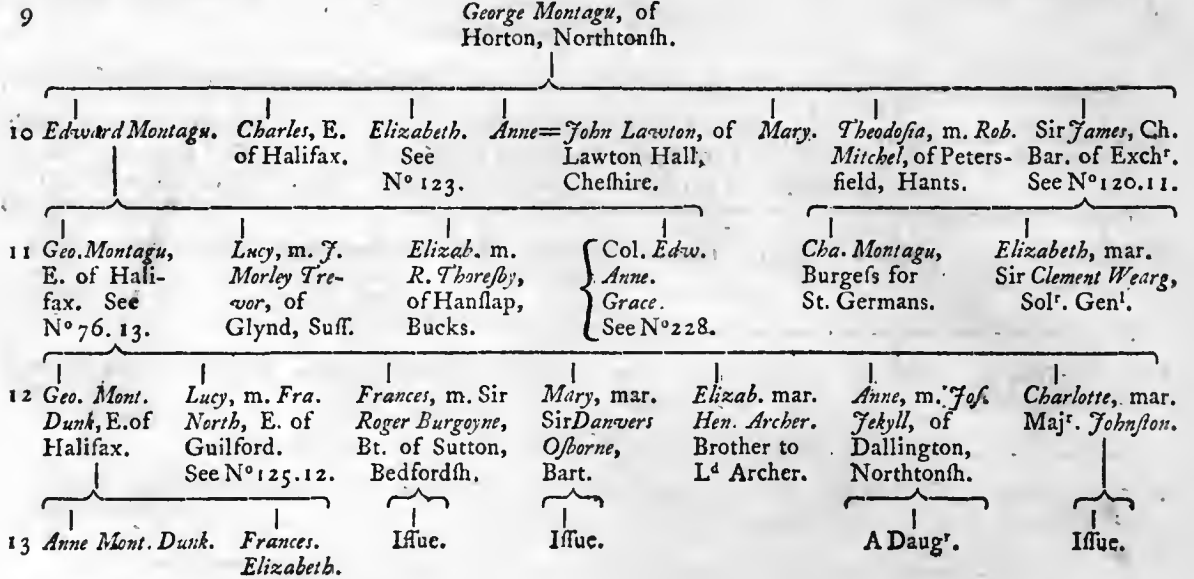 9
George Montagu, of
Horton, Northtonſh.
10 Edward Montagu. Charles, E. Elizabeth. Anne=John Lawton, of Mary. Theodoſia, m. Rob. Sir James, Ch.
of Halifax. See Lawton Hall, Mitchel, of Petersfield, Bar. of Exchʳ.
Nº 123. Cheſhire. Hants. See Nº 120.11.
11 Geo. Montagu, Lucy, m. J. Elizab. m. Col. Edw. Cha. Montagu, Elizabeth, mar.
E. of Hali- Morley Tre- R. Thoreſby, Anne. Burgeſs for Sir Clement Wearg,
fax. See vor, of of Hanſlap, Grace. St. Germans. Solʳ. Genˡ.
Nº 76. 13. Glynd, Suſſ. Bucks. See Nº 228.
12 Geo. Mont. Lucy, m. Fra. Frances, m. Sir Mary, mar. Elizab. mar. Anne, m. Joſ. Charlotte, mar.
Dunk, E. of North, E. of Roger Burgoyne, Sir Danvers Hen. Archer. Jekyll, of Majʳ. Johnſton.
Halifax. Guilford. Bt. of Sutton, Oſborne, Brother to Dallington,
See Nº 125.12. Bedfordſh. Bart. Lᵈ Archer. Northtonſh.
13 Anne Mont. Dunk. Frances. Iſſue. Iſſue. A Daugʳ. Iſſue.
Elizabeth.